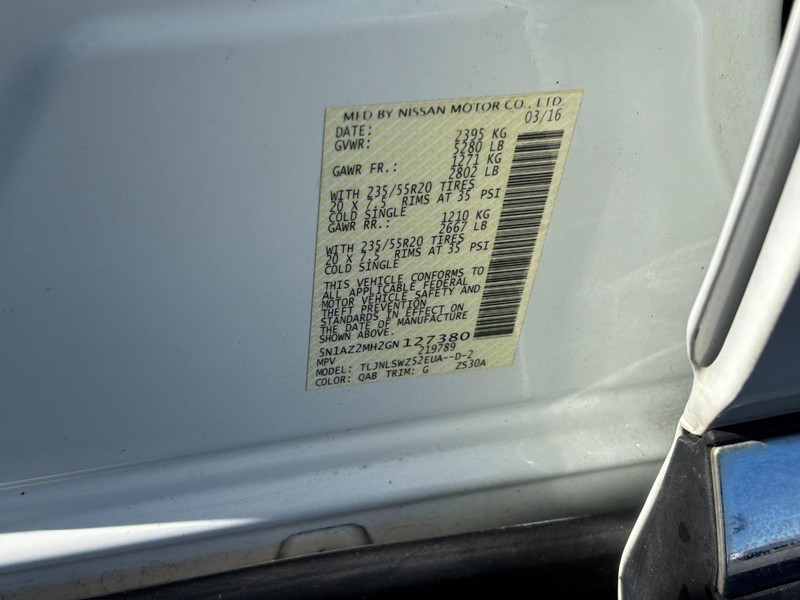 MFD BY NISSAN MOTOR CO., LTD.
DATE: 03/16
GVWR: 2395 KG
5280 LB
GAWR FR.: 1271 KG
2802 LB
WITH 235/55R20 TIRES
20 X 7.5 RIMS AT 35 PSI
COLD SINGLE
GAWR RR.: 1210 KG
2667 LB
WITH 235/55R20 TIRES
20 X 7.5 RIMS AT 35 PSI
COLD SINGLE
THIS VEHICLE CONFORMS TO
ALL APPLICABLE FEDERAL
MOTOR VEHICLE SAFETY AND
THEFT PREVENTION
STANDARDS IN EFFECT ON
THE DATE OF MANUFACTURE
SHOWN ABOVE.
5N1AZ2MH2GN127380
MPV 219789
MODEL: TLJNLSWZ52EUA--D-2
COLOR: QAB TRIM: G ZS30A